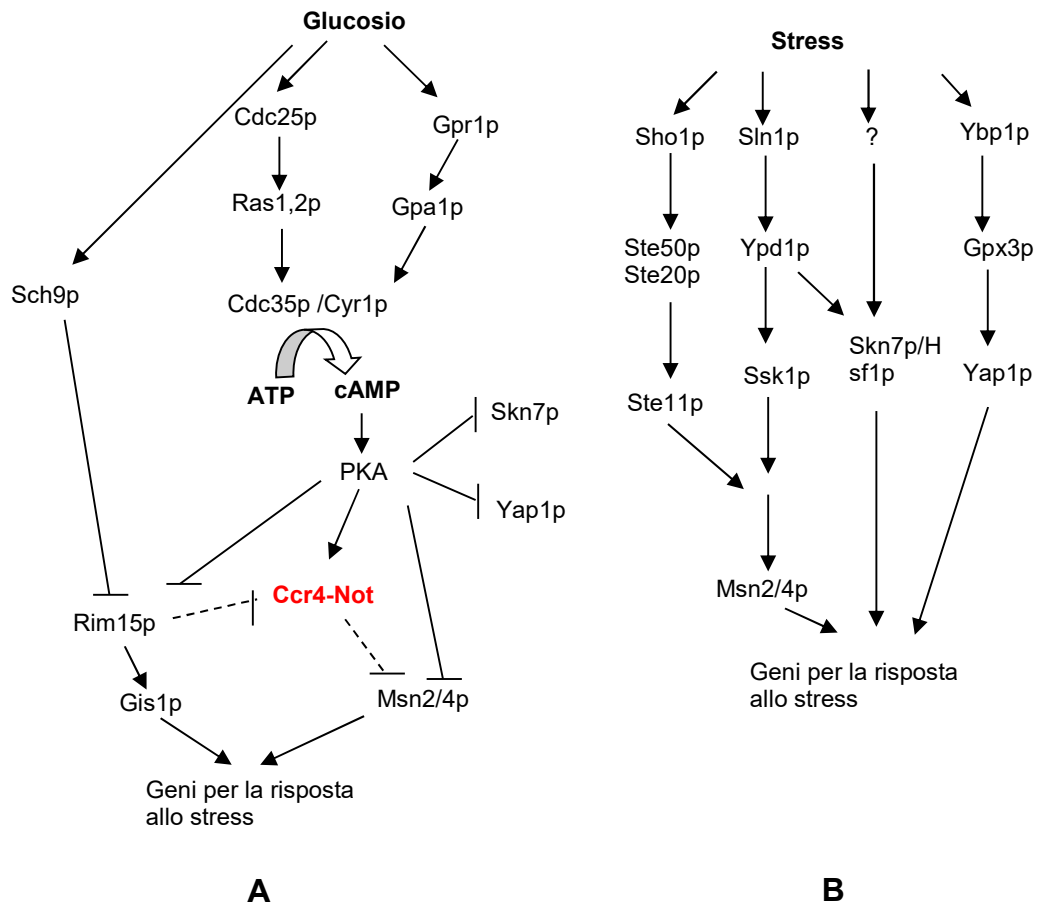 Glucosio
Cdc25p
Gpr1p
Ras1,2p
Gpa1p
Sch9p
Cdc35p /Cyr1p
ATP
cAMP
Skn7p
PKA
Yap1p
Ccr4-Not
Rim15p
Gis1p
Msn2/4p
Geni per la risposta
allo stress
A
Stress
Sho1p
Sln1p
?
Ybp1p
Ste50p
Ste20p
Ypd1p
Gpx3p
Skn7p/H
sf1p
Ssk1p
Yap1p
Ste11p
Msn2/4p
Geni per la risposta
allo stress
B